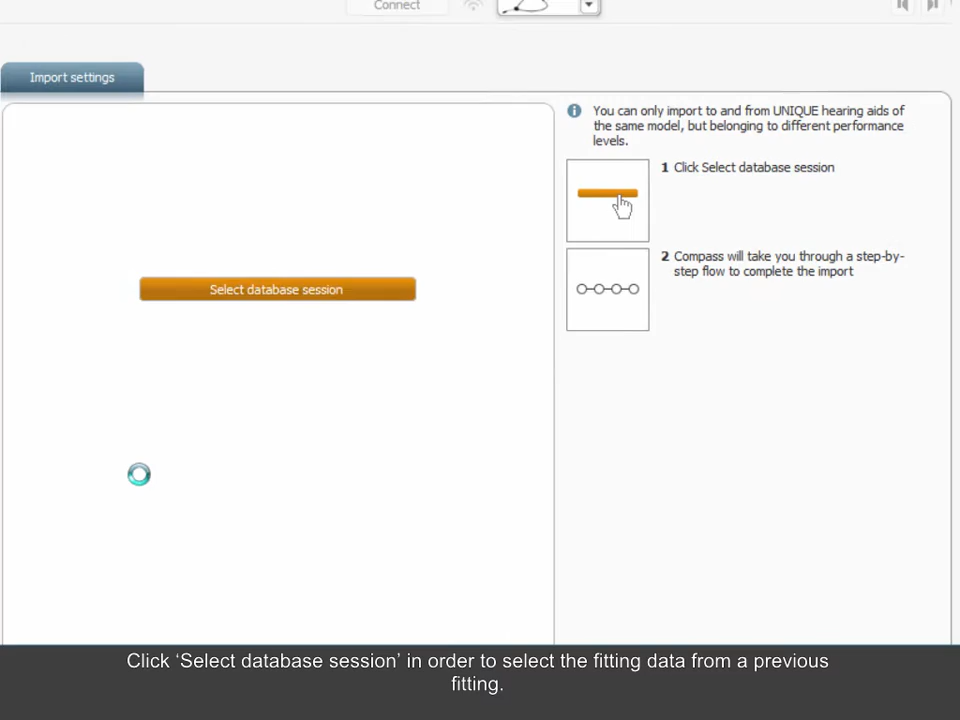 Connect
Import settings
You can only import to and from UNIQUE hearing aids of
the same model, but belonging to different performance
levels.
1 Click Select database session
2 Compass will take you through a step-by-
step flow to complete the import
Select database session
Click ‘Select database session’ in order to select the fitting data from a previous
fitting.